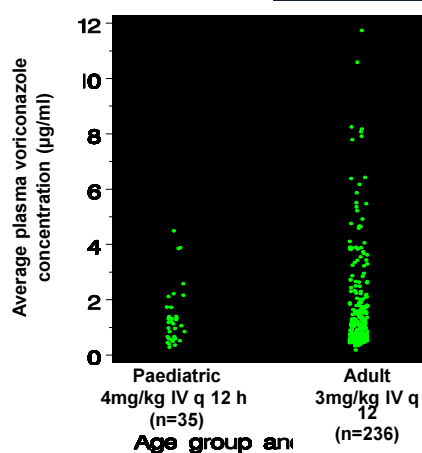 Average plasma voriconazole
concentration (µg/ml)
12
10
8
6
4
2
0
Paediatric
4mg/kg IV q 12 h
(n=35)
Adult
3mg/kg IV q
12
(n=236)
Age group and